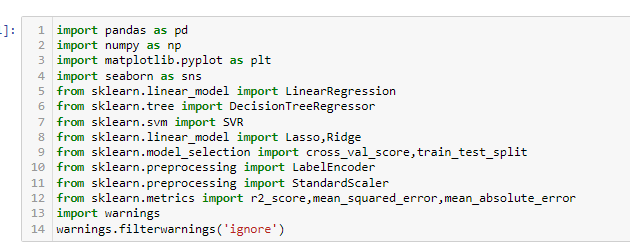 ]:
1 import pandas as pd
2 import numpy as np
3 import matplotlib.pyplot as plt
4 import seaborn as sns
5 from sklearn.linear_model import LinearRegression
6 from sklearn.tree import DecisionTreeRegressor
7 from sklearn.svm import SVR
8 from sklearn.linear_model import Lasso,Ridge
9 from sklearn.model_selection import cross_val_score,train_test_split
10 from sklearn.preprocessing import LabelEncoder
11 from sklearn.preprocessing import StandardScaler
12 from sklearn.metrics import r2_score,mean_squared_error,mean_absolute_error
13 import warnings
14 warnings.filterwarnings('ignore')